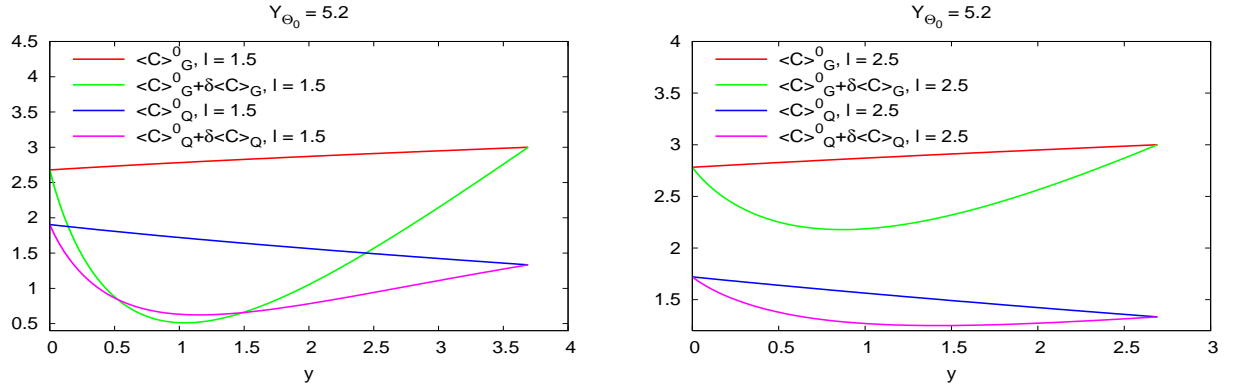 Y_Θ₀ = 5.2
4.5
4
3.5
3
2.5
2
1.5
1
0.5
<C>⁰_G, l = 1.5
<C>⁰_G+δ<C>_G, l = 1.5
<C>⁰_Q, l = 1.5
<C>⁰_Q+δ<C>_Q, l = 1.5
0 0.5 1 1.5 2 2.5 3 3.5 4
y
Y_Θ₀ = 5.2
4
3.5
3
2.5
2
1.5
<C>⁰_G, l = 2.5
<C>⁰_G+δ<C>_G, l = 2.5
<C>⁰_Q, l = 2.5
<C>⁰_Q+δ<C>_Q, l = 2.5
0 0.5 1 1.5 2 2.5 3
y